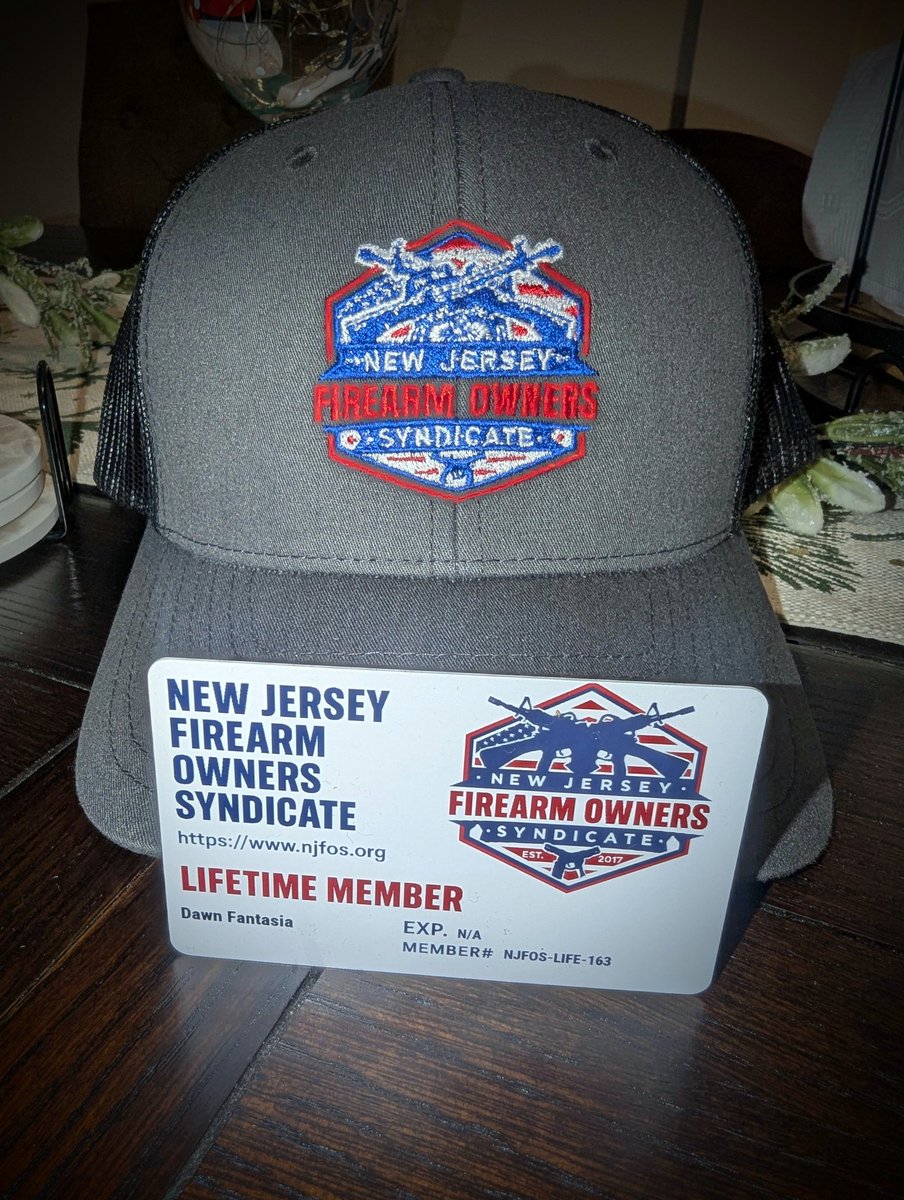 NEW JERSEY
FIREARM OWNERS
SYNDICATE
NEW JERSEY
FIREARM
OWNERS
SYNDICATE
https://www.njfos.org
LIFETIME MEMBER
Dawn Fantasia
EXP. N/A
MEMBER# NJFOS-LIFE-163
NEW JERSEY
FIREARM OWNERS
SYNDICATE
EST. 2017